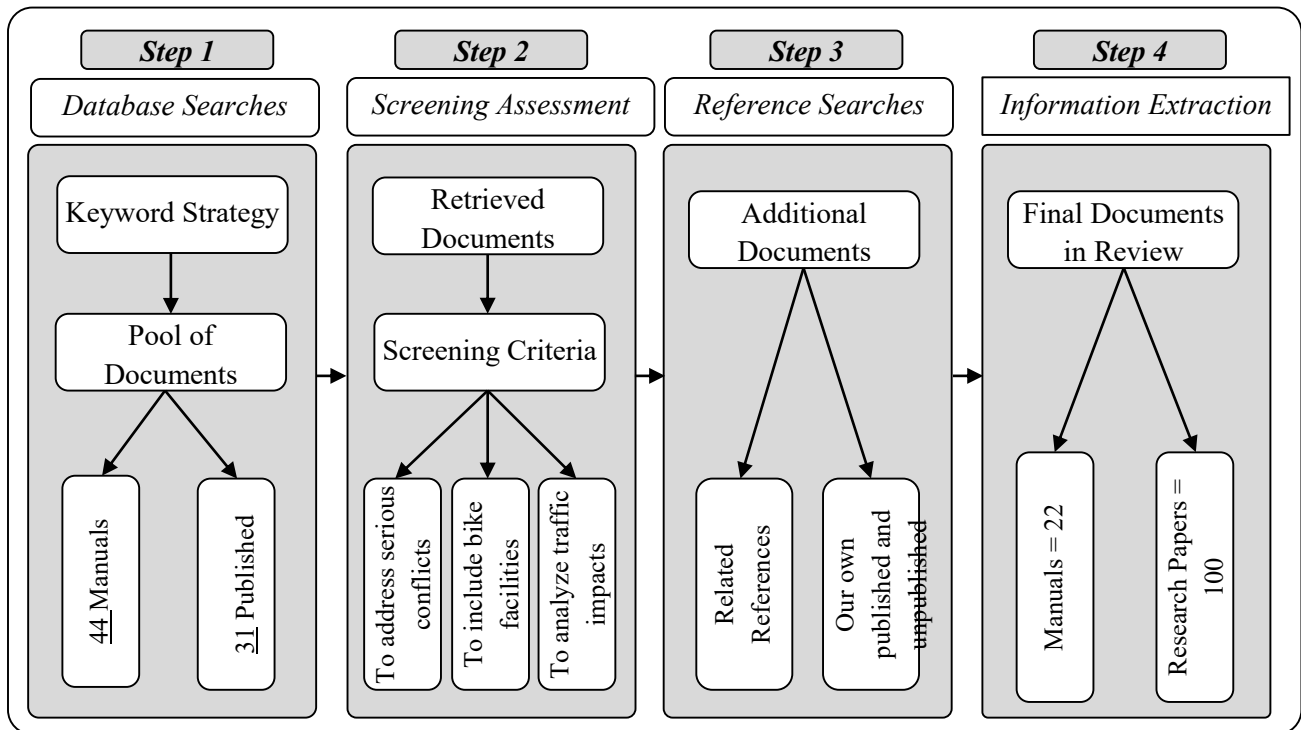 Step 1
Database Searches
Keyword Strategy
Pool of
Documents
44 Manuals
31 Published
Step 2
Screening Assessment
Retrieved
Documents
Screening Criteria
To address serious
conflicts
To include bike
facilities
To analyze traffic
impacts
Step 3
Reference Searches
Additional
Documents
Related
References
Our own
published and
unpublished
Step 4
Information Extraction
Final Documents
in Review
Manuals = 22
Research Papers =
100